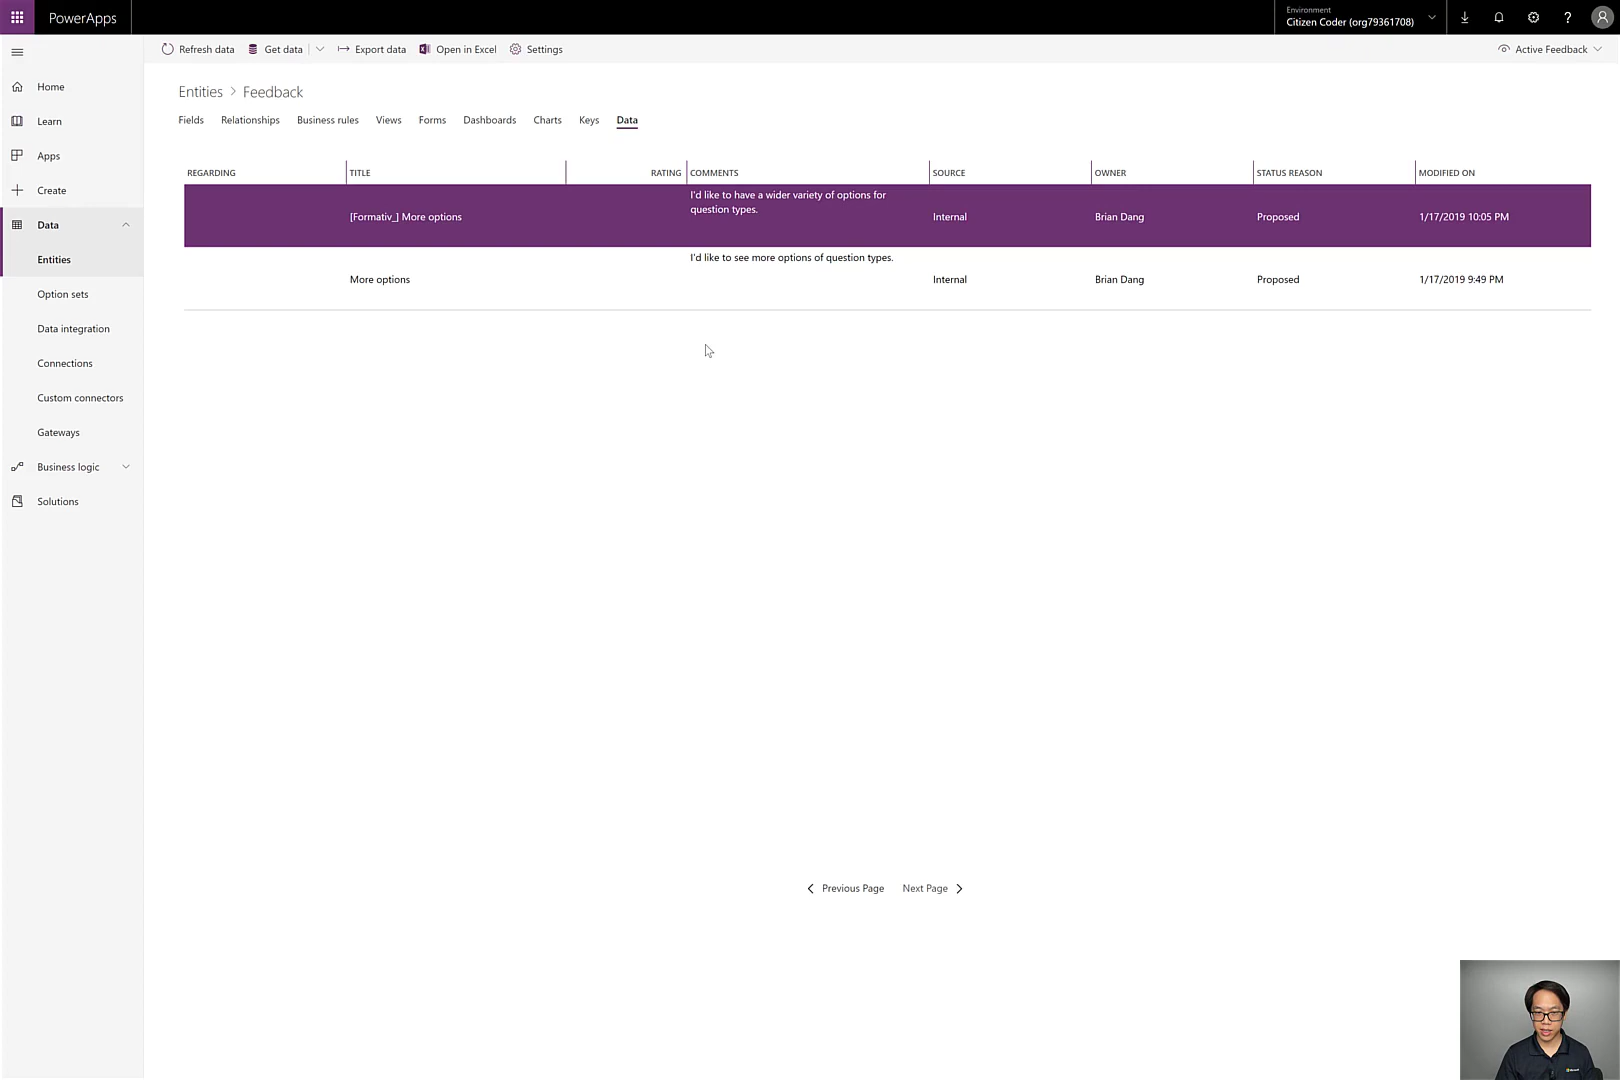 PowerApps
Environment
Citizen Coder (org79361708)
?
Refresh data
Get data
Export data
Open in Excel
Settings
Active Feedback
Home
Learn
Apps
Create
Data
Entities
Option sets
Data integration
Connections
Custom connectors
Gateways
Business logic
Solutions
Entities > Feedback
Fields Relationships Business rules Views Forms Dashboards Charts Keys Data
REGARDING TITLE RATING COMMENTS SOURCE OWNER STATUS REASON MODIFIED ON
I'd like to have a wider variety of options for
question types.
[Formativ_] More options Internal Brian Dang Proposed 1/17/2019 10:05 PM
I'd like to see more options of question types.
More options Internal Brian Dang Proposed 1/17/2019 9:49 PM
Previous Page Next Page